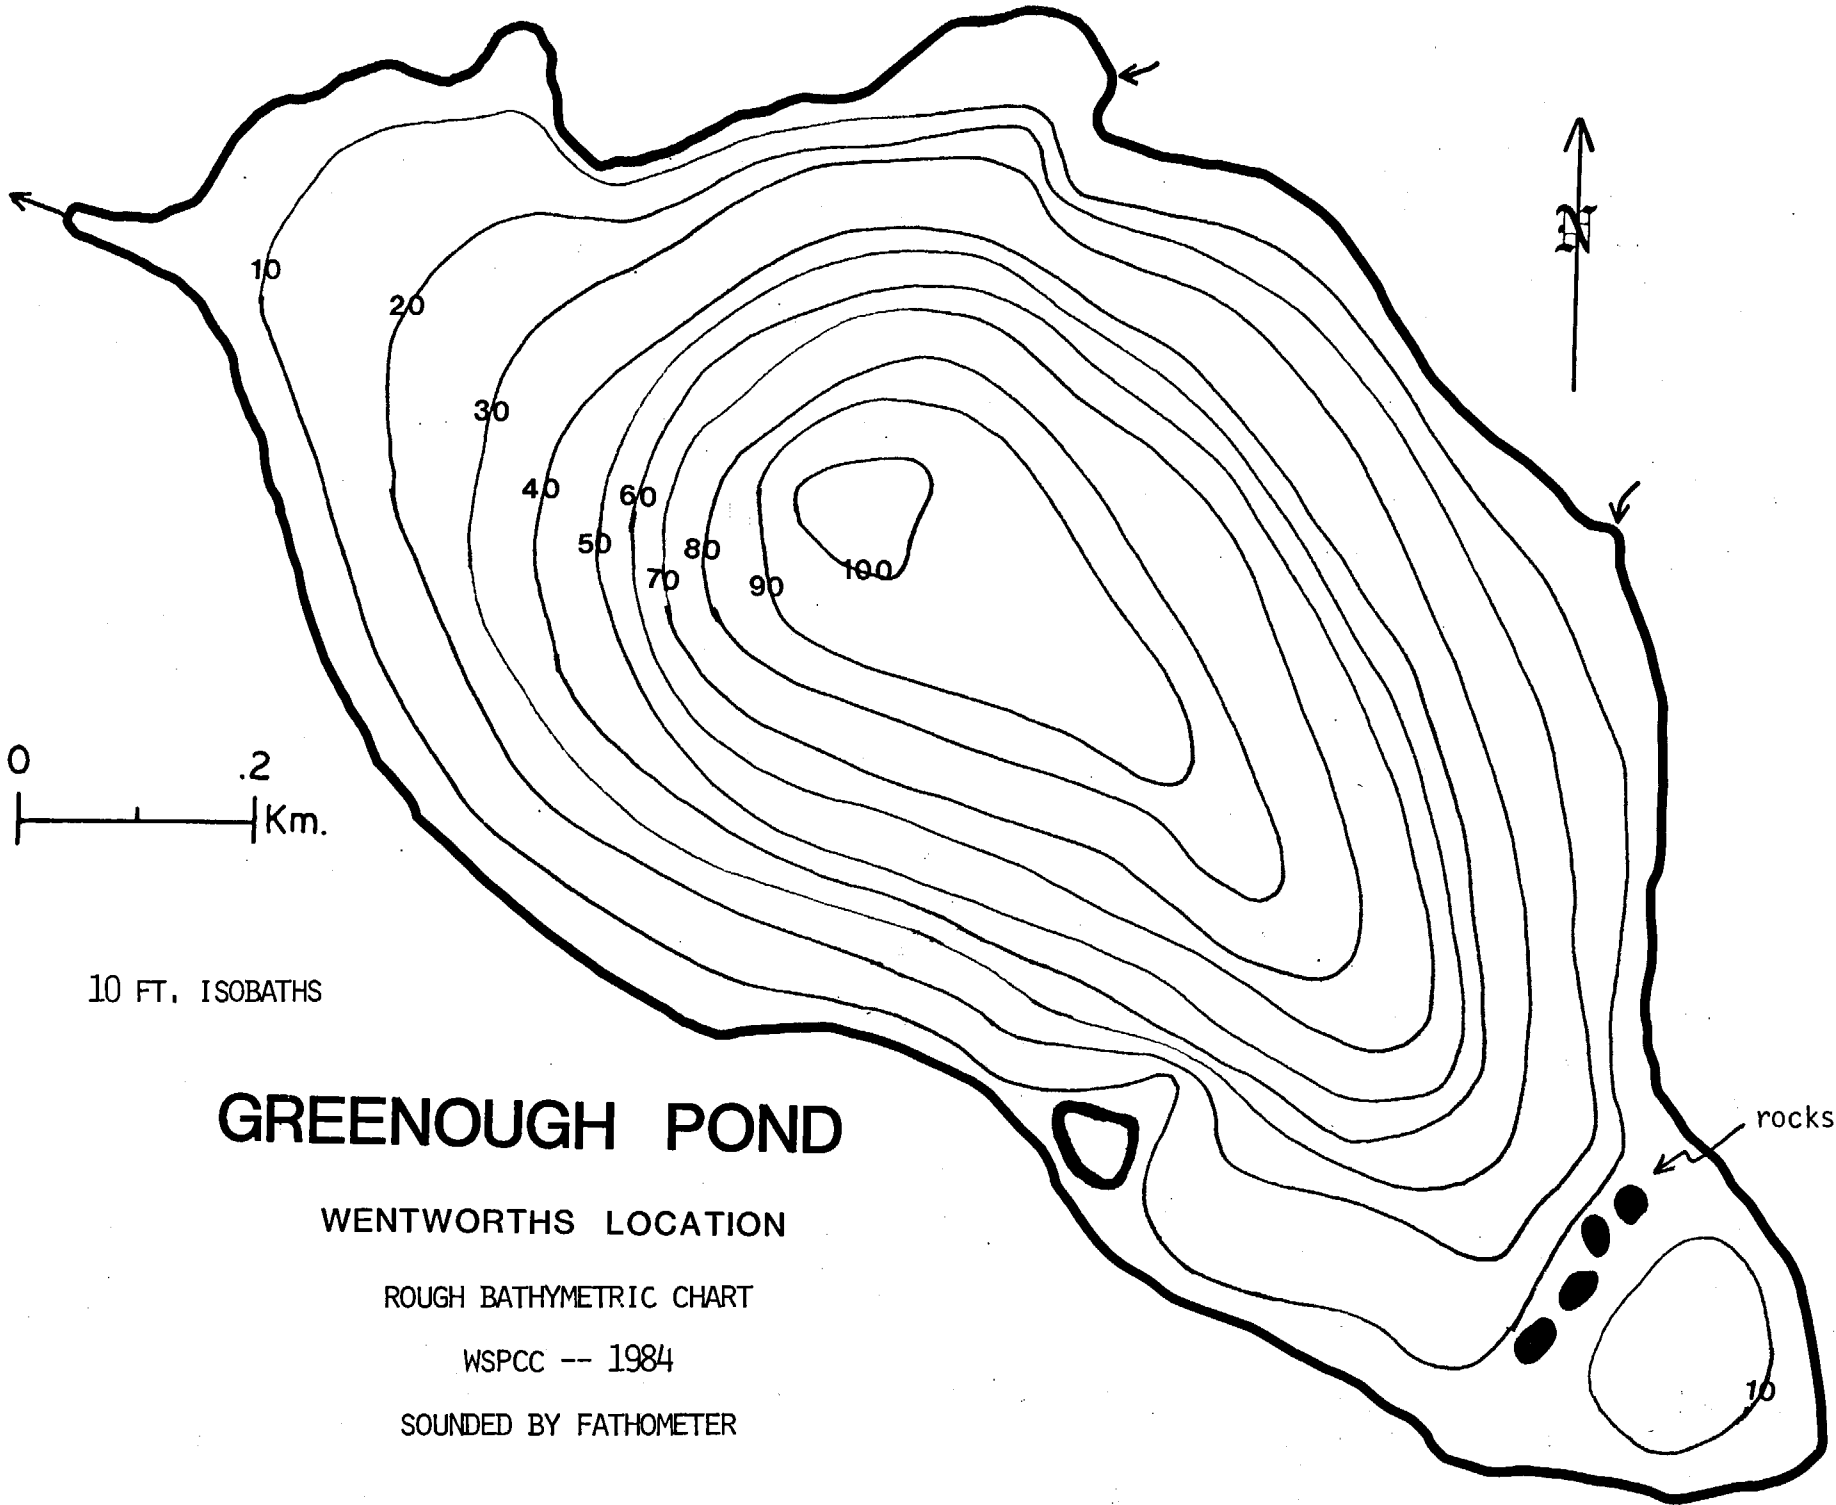 N
10
20
30
40
60
50
80
70
90
100
0 .2
Km.
10 FT. ISOBATHS
GREENOUGH POND
WENTWORTHS LOCATION
ROUGH BATHYMETRIC CHART
WSPCC -- 1984
SOUNDED BY FATHOMETER
rocks
10